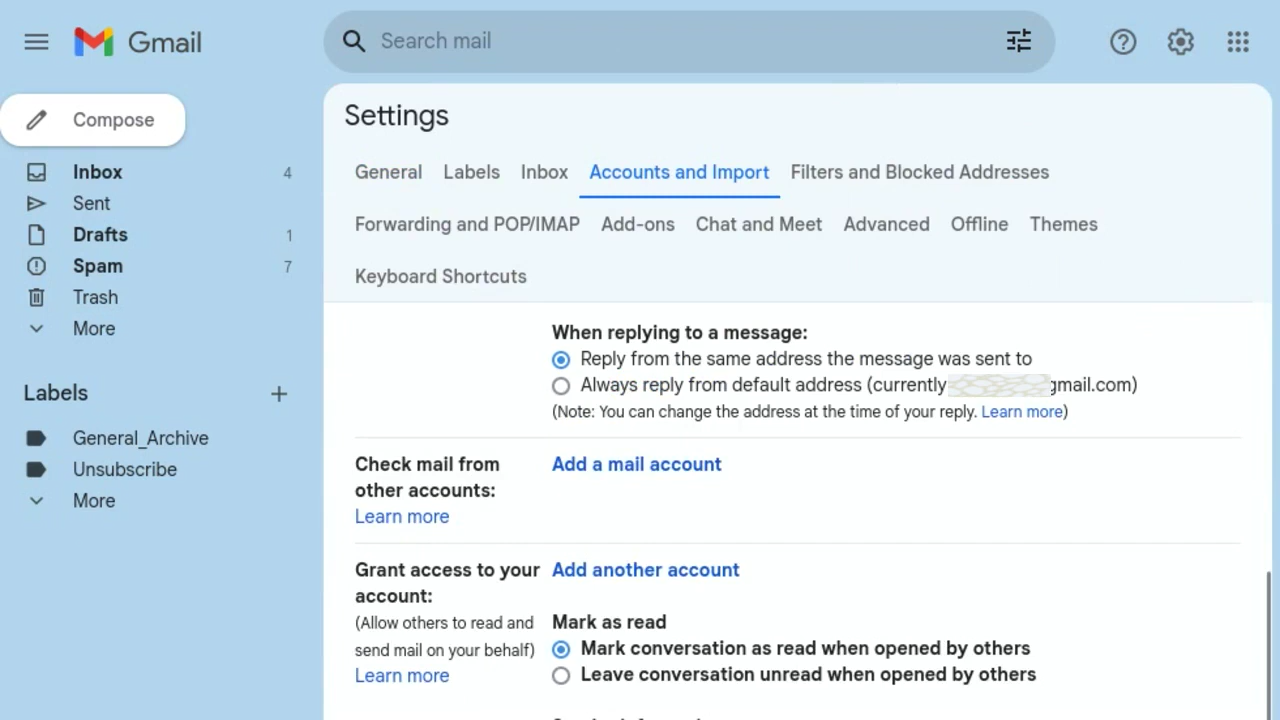 Gmail
Search mail
Compose
Inbox 4
Sent
Drafts 1
Spam 7
Trash
More
Labels
General_Archive
Unsubscribe
More
Settings
General Labels Inbox Accounts and Import Filters and Blocked Addresses
Forwarding and POP/IMAP Add-ons Chat and Meet Advanced Offline Themes
Keyboard Shortcuts
When replying to a message:
Reply from the same address the message was sent to
Always reply from default address (currently gmail.com)
(Note: You can change the address at the time of your reply. Learn more)
Check mail from
other accounts:
Learn more
Add a mail account
Grant access to your
account:
(Allow others to read and
send mail on your behalf)
Learn more
Add another account
Mark as read
Mark conversation as read when opened by others
Leave conversation unread when opened by others